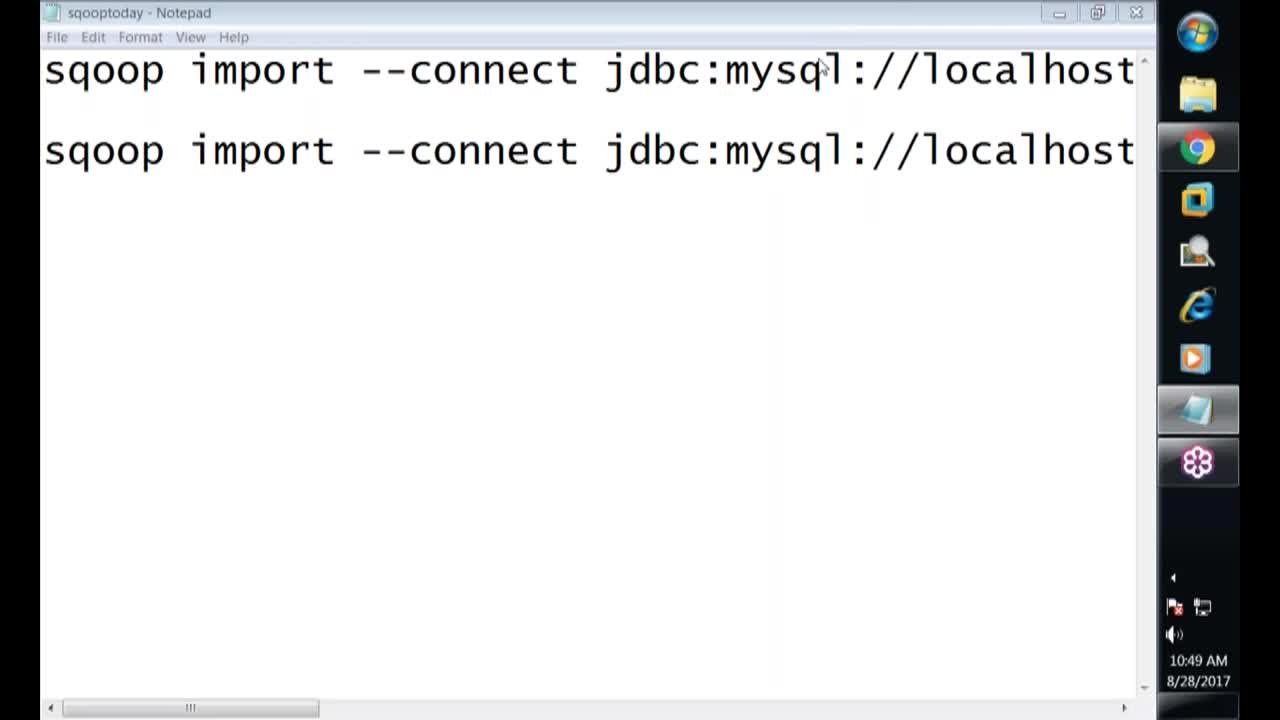 sqooptoday - Notepad
File Edit Format View Help
sqoop import --connect jdbc:mysql://localhost
sqoop import --connect jdbc:mysql://localhost
10:49 AM
8/28/2017